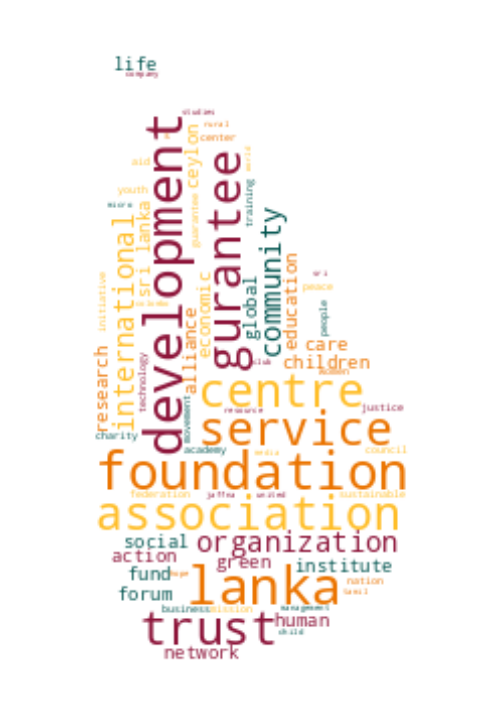 life
company
studies
rural
center
development
gurantee
ceylon
world
aid
youth
micro
training
guarantee
sri lanka
international
community
global
economic
education
sri
peace
people
initiative
colombo
alliance
care
children
women
club
research
technology
centre
movement
resource
justice
service
charity
academy
media
council
foundation
federation
jaffna
united
sustainable
association
social
organization
action
green
institute
fund
hope
lanka
nation
forum
tamil
business
mission
management
trust
human
child
network